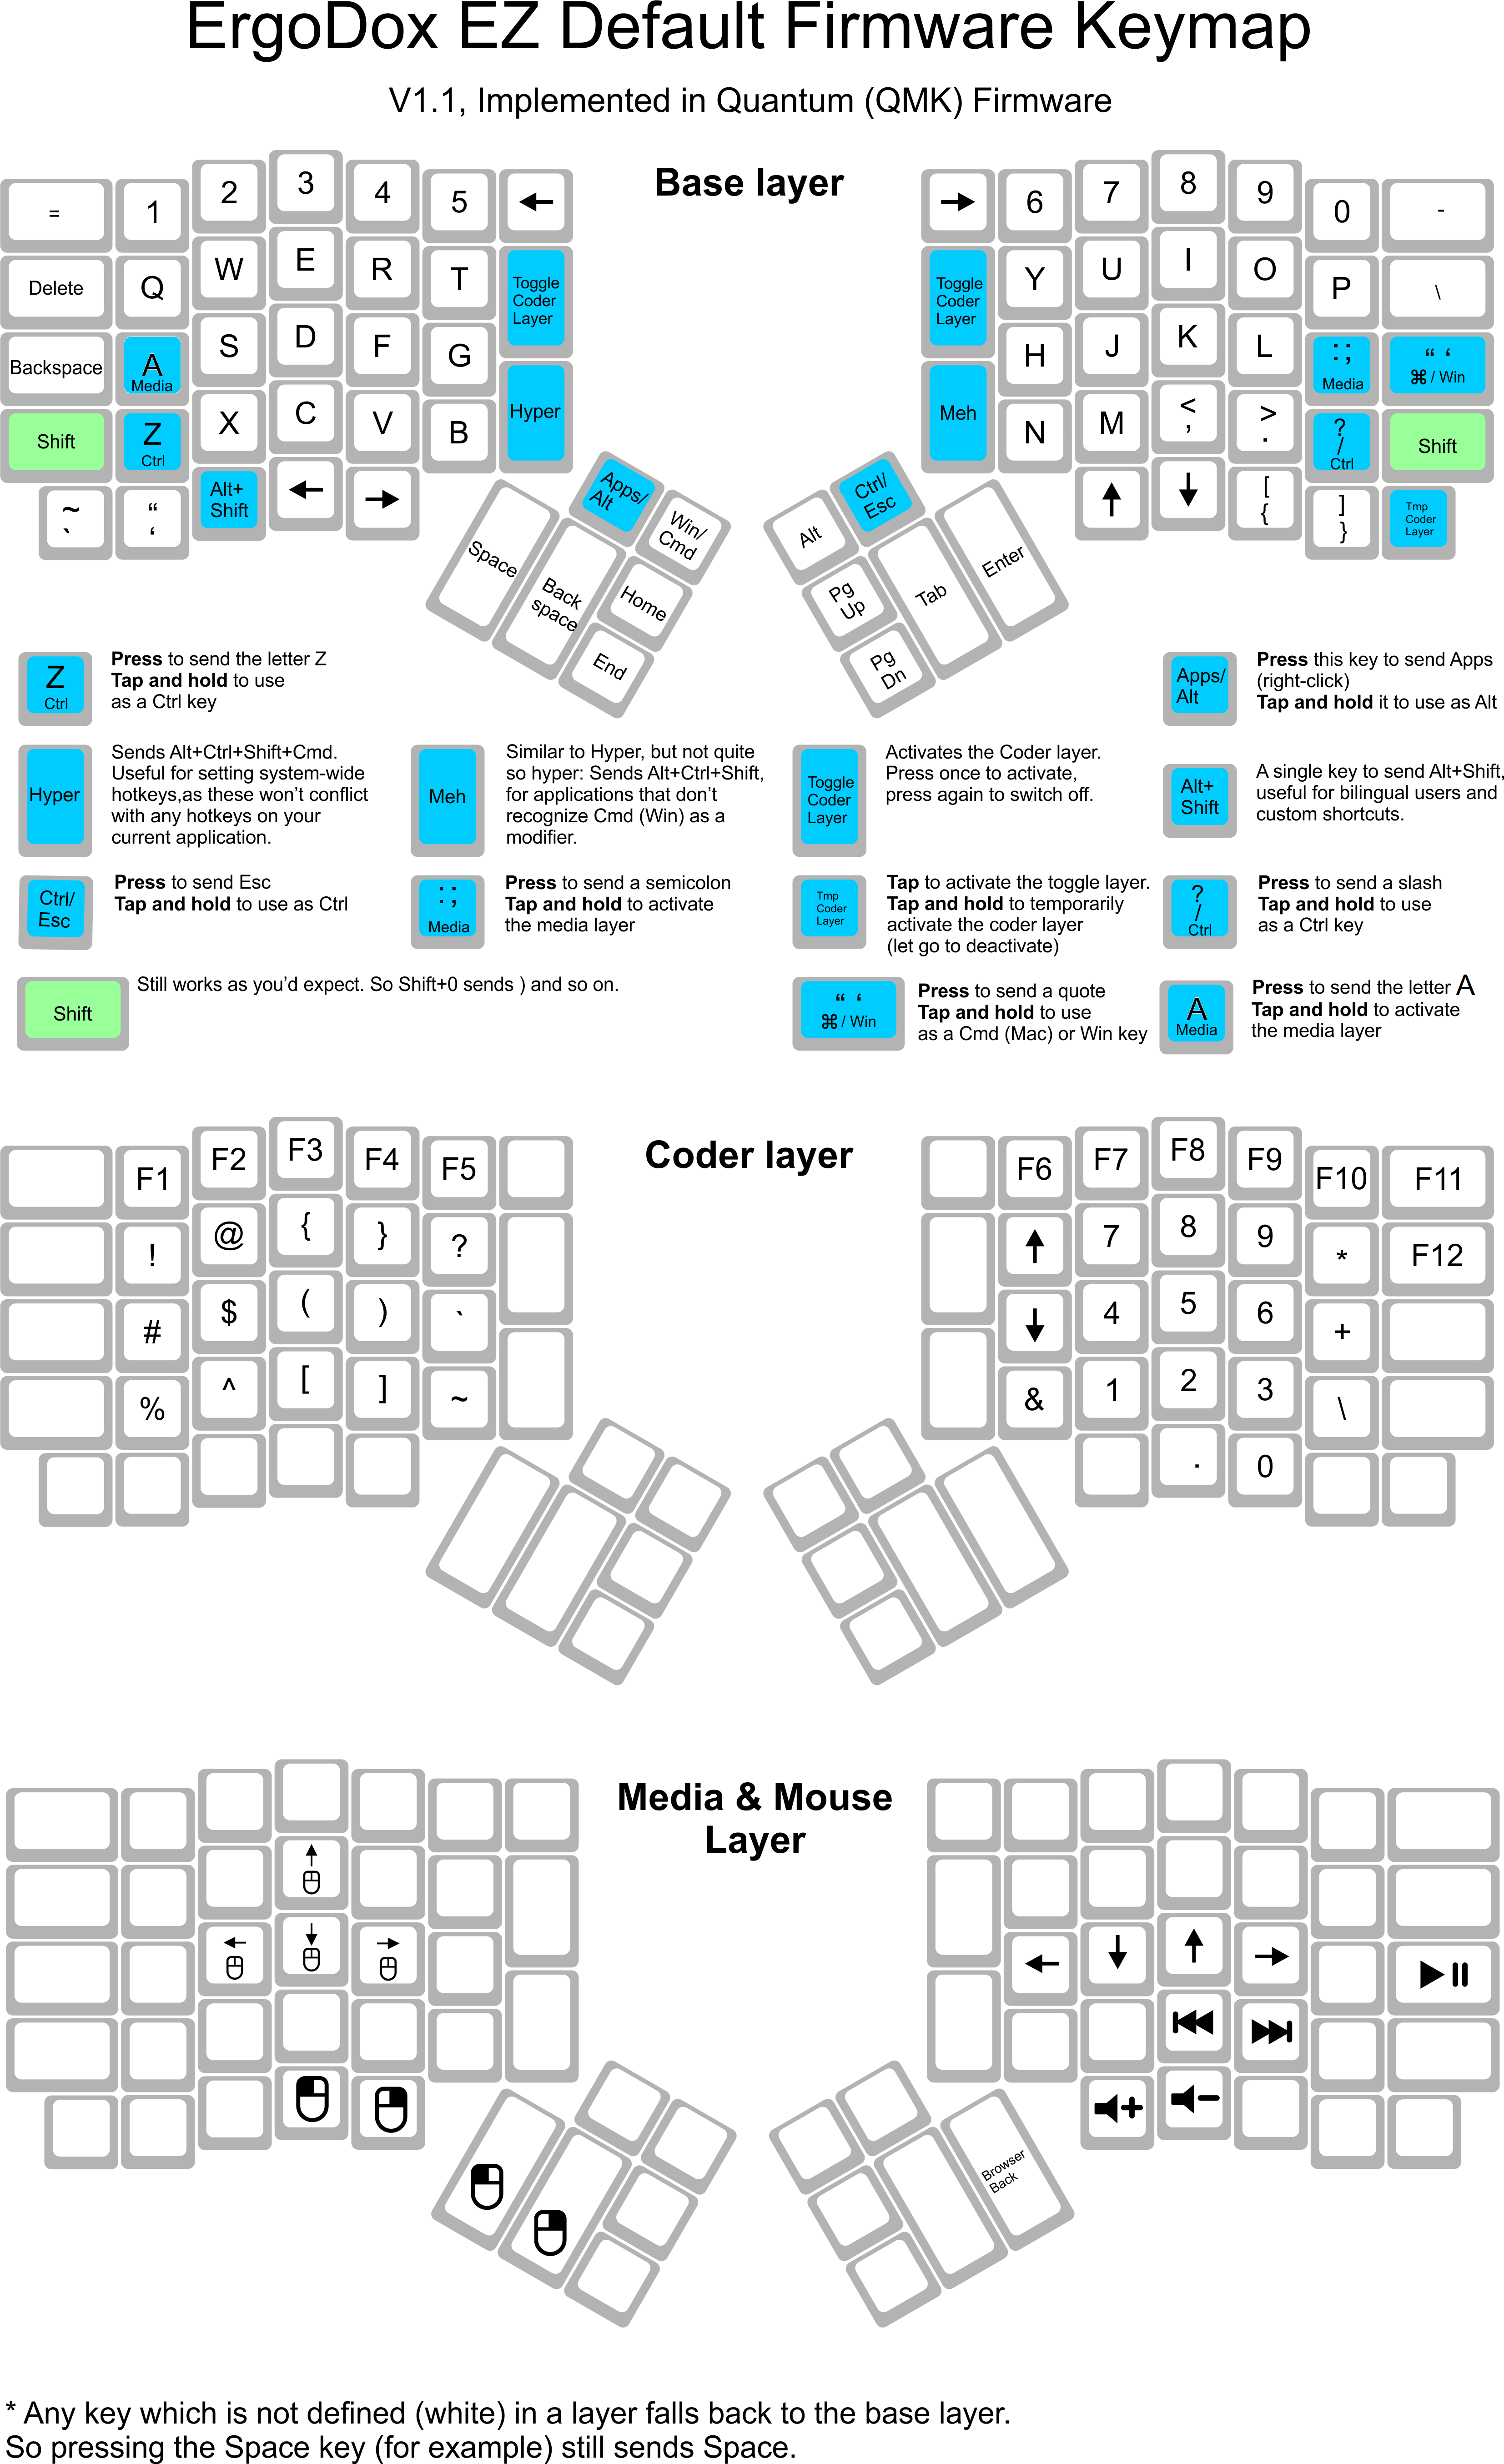 ErgoDox EZ Default Firmware Keymap
V1.1, Implemented in Quantum (QMK) Firmware
Base layer
= 1 2 3 4 5 ←
Delete Q W E R T
Toggle
Coder
Layer
Backspace A S D F G
Media
Shift Z X C V B
Ctrl
Hyper
~ “ Alt+ ← →
` ‘ Shift
Apps/
Alt
Win/
Cmd
Space
Back
space
Home
End
→ 6 7 8 9 0 -
Toggle
Coder
Layer
Y U I O P \
H J K L : ; “ ‘
Media ⌘ / Win
Meh
N M < > ? Shift
, . /
Ctrl
↑ ↓ [ ] Tmp
{ } Coder
Layer
Alt
Ctrl/
Esc
Pg
Up
Tab
Enter
Pg
Dn
Z
Ctrl
Press to send the letter Z
Tap and hold to use
as a Ctrl key
Apps/
Alt
Press this key to send Apps
(right-click)
Tap and hold it to use as Alt
Hyper
Sends Alt+Ctrl+Shift+Cmd.
Useful for setting system-wide
hotkeys,as these won’t conflict
with any hotkeys on your
current application.
Meh
Similar to Hyper, but not quite
so hyper: Sends Alt+Ctrl+Shift,
for applications that don’t
recognize Cmd (Win) as a
modifier.
Toggle
Coder
Layer
Activates the Coder layer.
Press once to activate,
press again to switch off.
Alt+
Shift
A single key to send Alt+Shift,
useful for bilingual users and
custom shortcuts.
Ctrl/
Esc
Press to send Esc
Tap and hold to use as Ctrl
: ;
Media
Press to send a semicolon
Tap and hold to activate
the media layer
Tmp
Coder
Layer
Tap to activate the toggle layer.
Tap and hold to temporarily
activate the coder layer
(let go to deactivate)
?
/
Ctrl
Press to send a slash
Tap and hold to use
as a Ctrl key
Shift
Still works as you’d expect. So Shift+0 sends ) and so on.
“ ‘
⌘ / Win
Press to send a quote
Tap and hold to use
as a Cmd (Mac) or Win key
A
Media
Press to send the letter A
Tap and hold to activate
the media layer
Coder layer
F1 F2 F3 F4 F5
! @ { } ?
# $ ( ) `
% ^ [ ] ~
F6 F7 F8 F9 F10 F11
↑ 7 8 9 * F12
↓ 4 5 6 +
& 1 2 3 \
. 0
Media & Mouse
Layer
↑
← ↓ →
← ↓ ↑ →
Browser
Back
* Any key which is not defined (white) in a layer falls back to the base layer.
So pressing the Space key (for example) still sends Space.